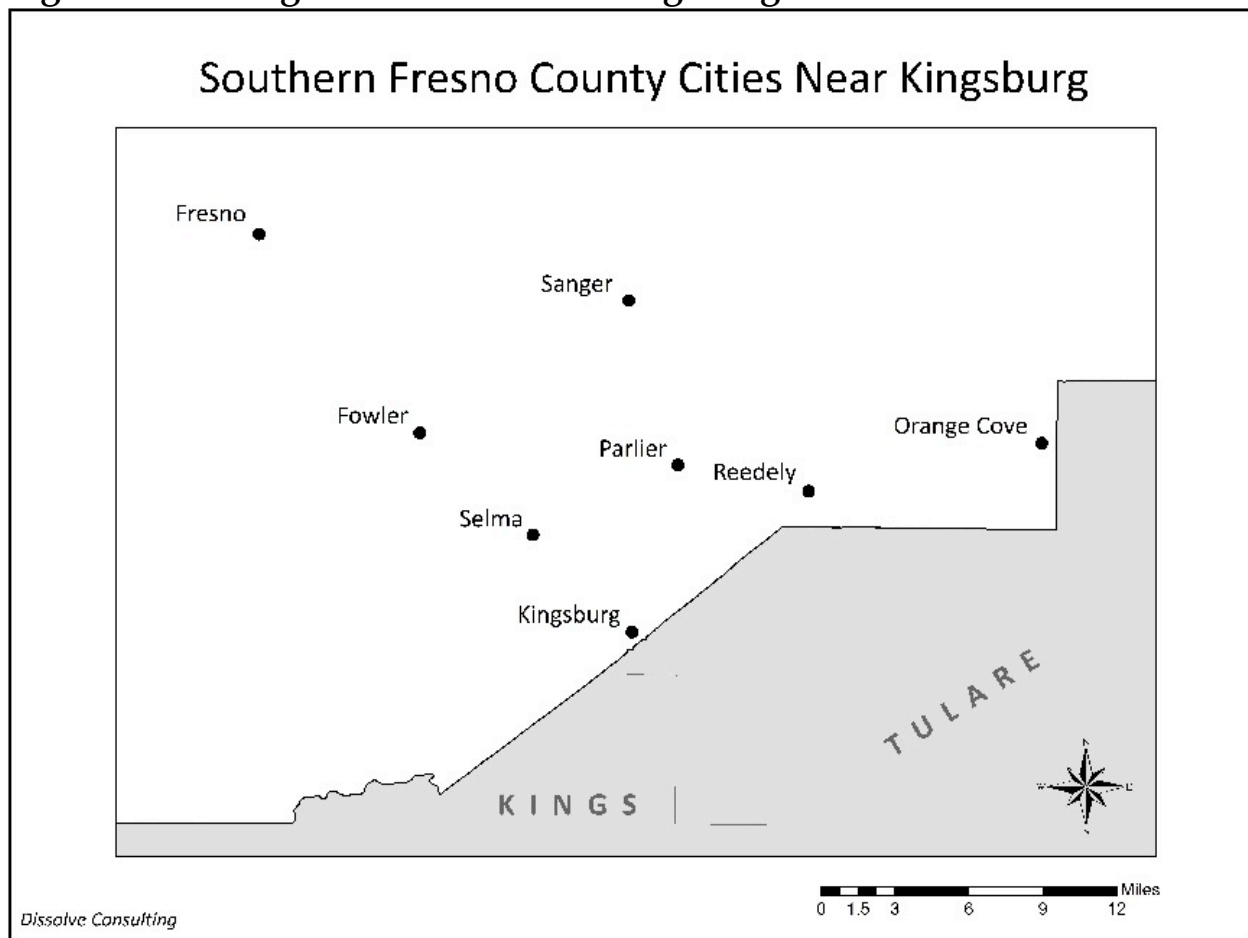 Southern Fresno County Cities Near Kingsburg
Fresno
Sanger
Fowler
Orange Cove
Parlier
Reedely
Selma
Kingsburg
TULARE
KINGS
N
W
E
S
Miles
0 1.5 3 6 9 12
Dissolve Consulting